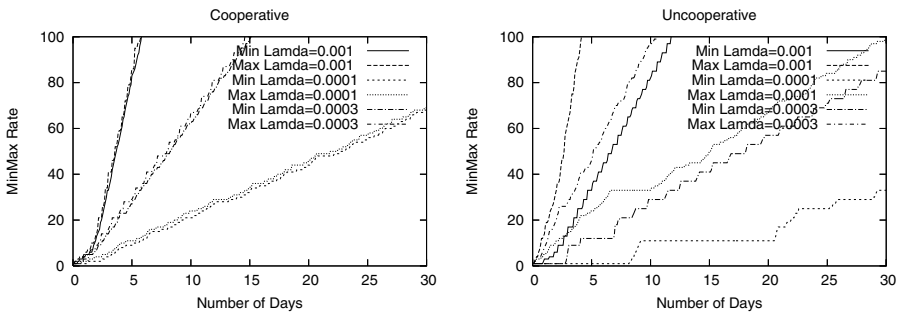 Cooperative
MinMax Rate
100
80
60
40
20
0
0 5 10 15 20 25 30
Number of Days
Min Lamda=0.001
Max Lamda=0.001
Min Lamda=0.0001
Max Lamda=0.0001
Min Lamda=0.0003
Max Lamda=0.0003
Uncooperative
MinMax Rate
100
80
60
40
20
0
0 5 10 15 20 25 30
Number of Days
Min Lamda=0.001
Max Lamda=0.001
Min Lamda=0.0001
Max Lamda=0.0001
Min Lamda=0.0003
Max Lamda=0.0003